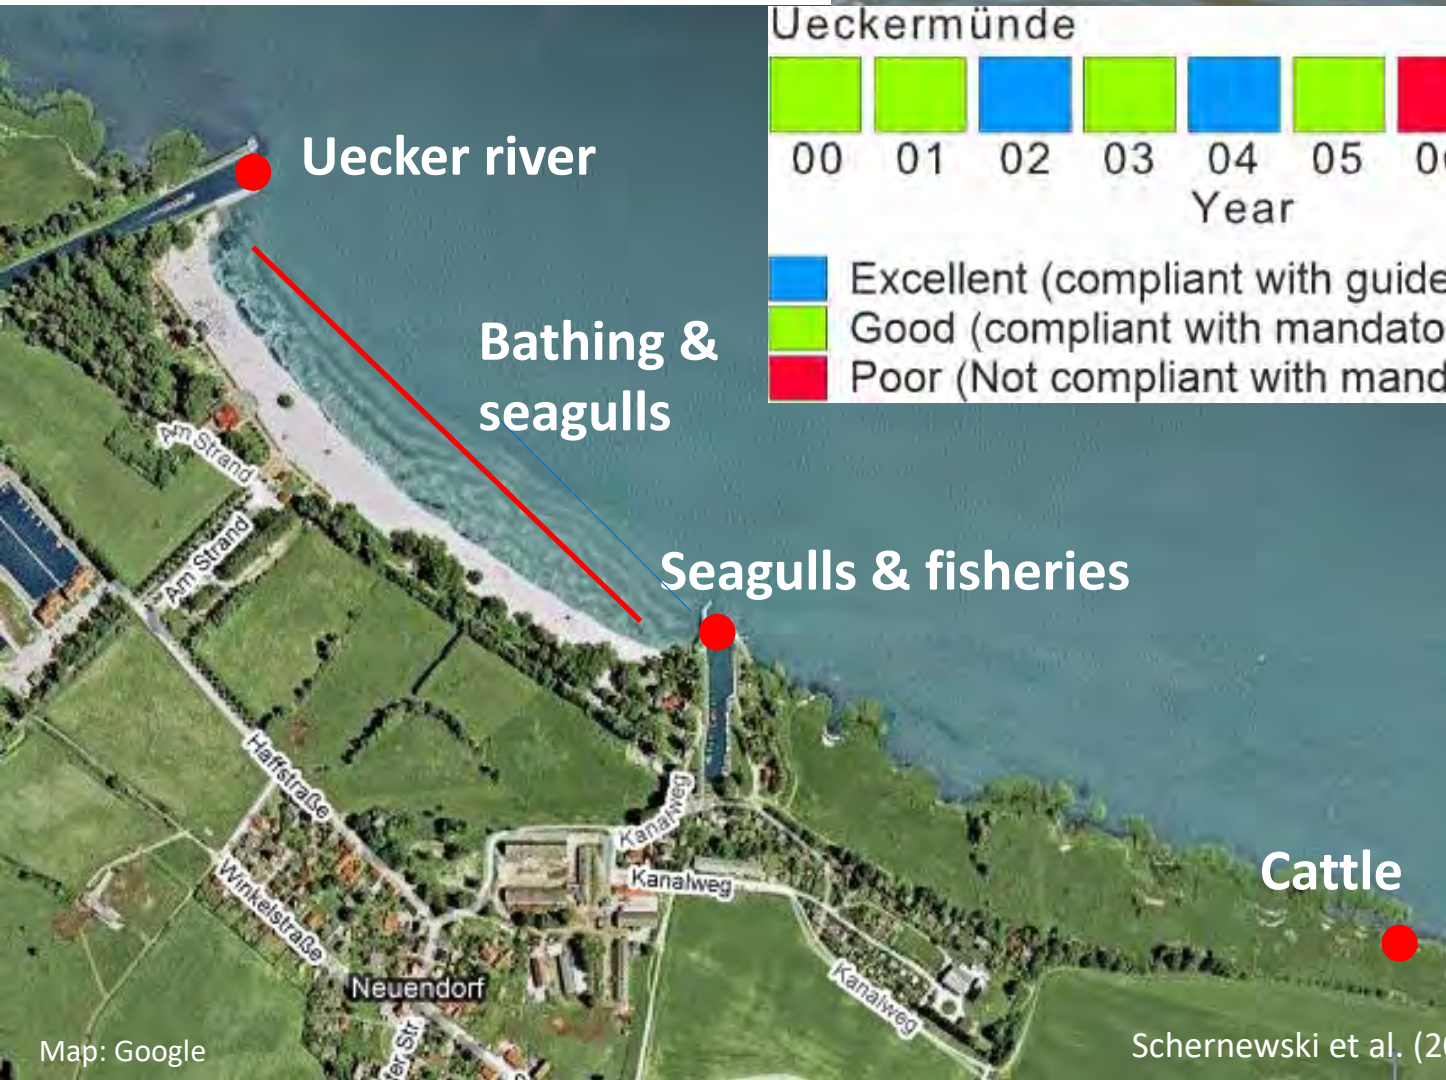 Ueckermünde
00 01 02 03 04 05
Year
Excellent (compliant with guide
Good (compliant with mandato
Poor (Not compliant with mand
Uecker river
Bathing &
seagulls
Seagulls & fisheries
Cattle
Am Strand
Am Strand
Haffstraße
Winkelstraße
Kanalweg
Kanalweg
Kanalweg
Neuendorf
Map: Google
Schernewski et al. (20